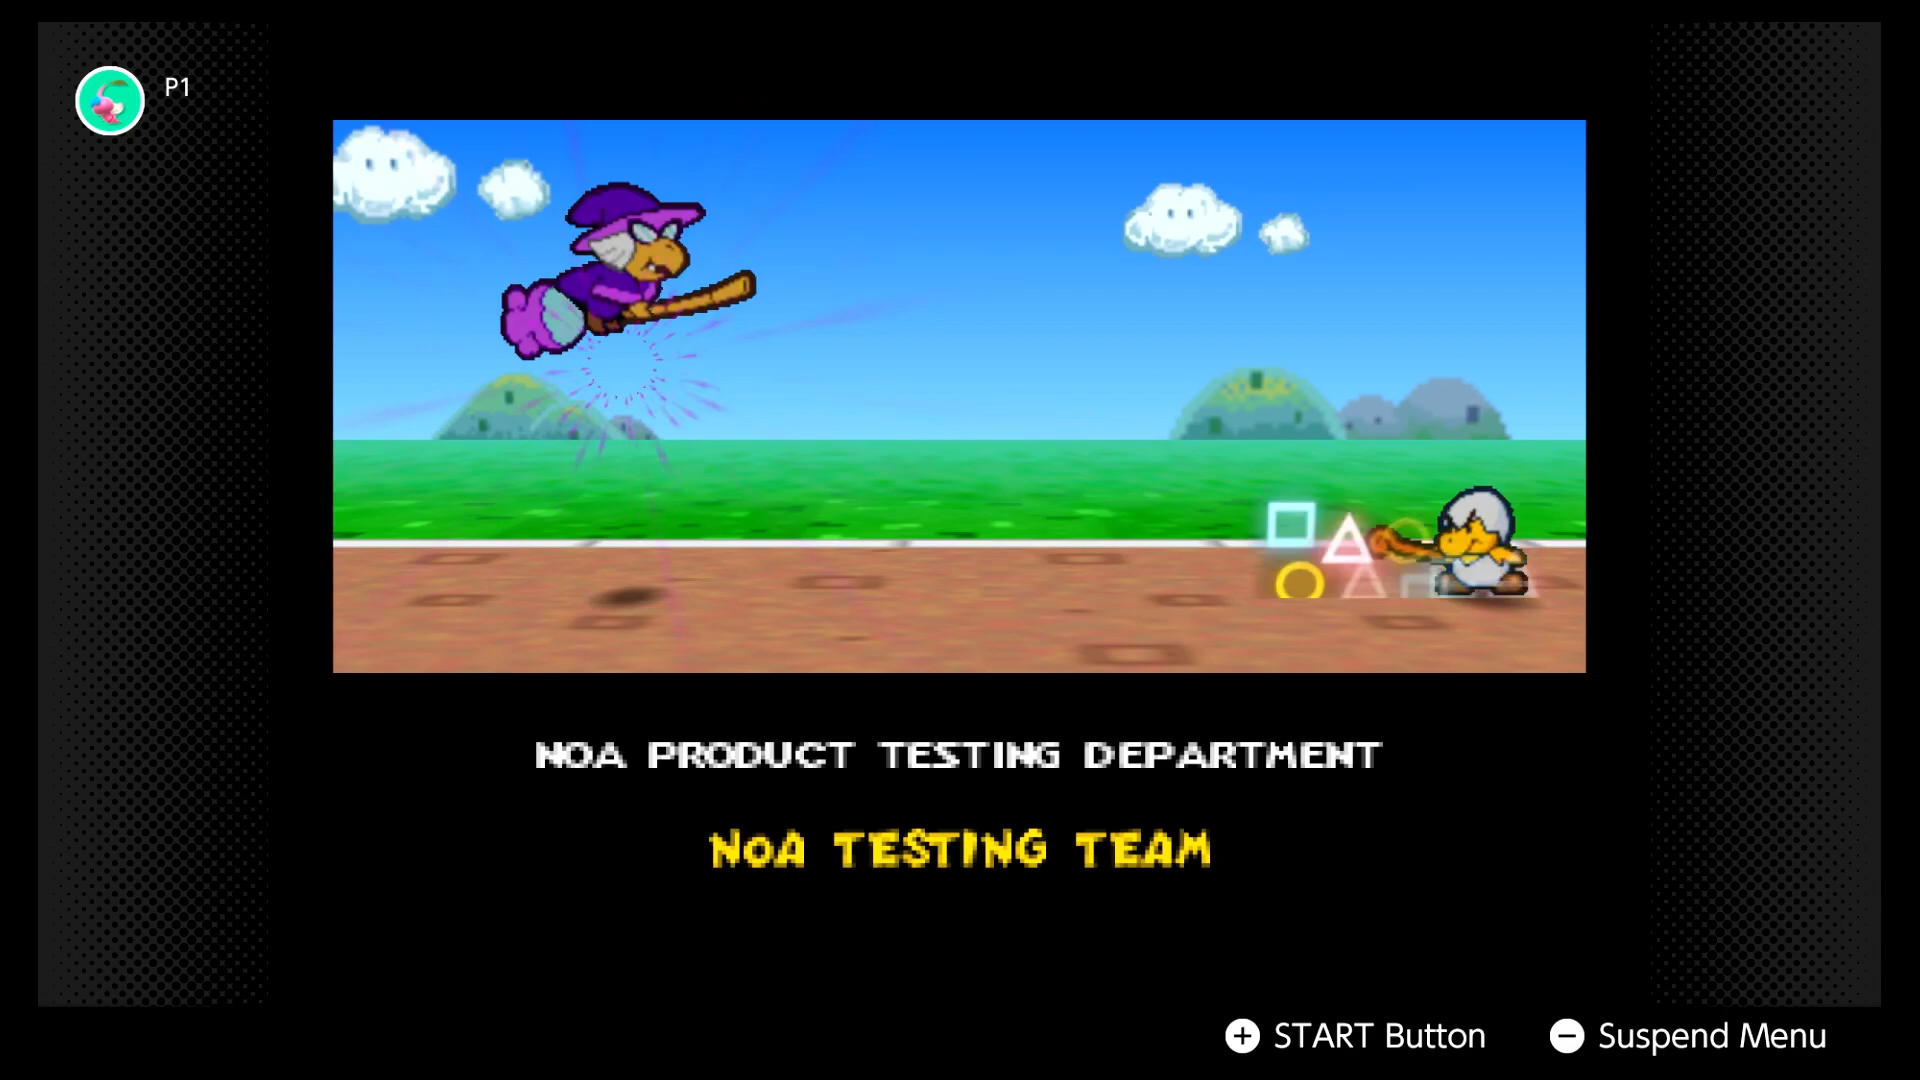 P1
NOA PRODUCT TESTING DEPARTMENT
NOA TESTING TEAM
+ START Button
- Suspend Menu